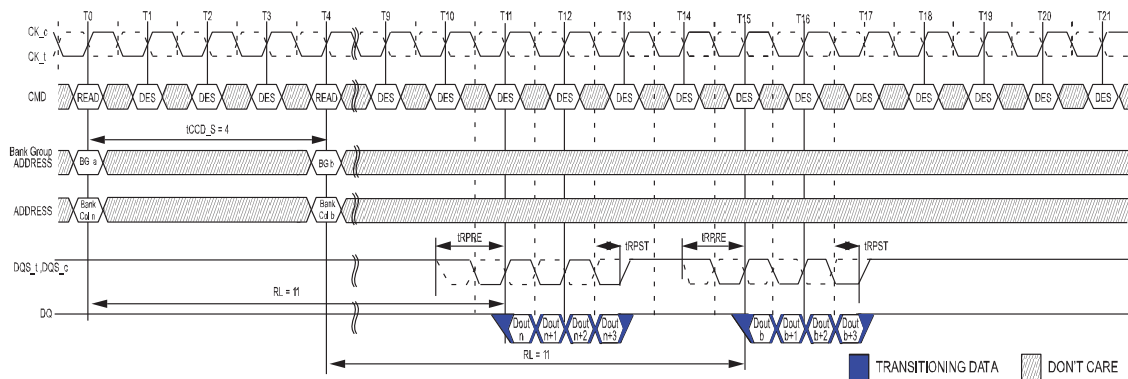 T0 T1 T2 T3 T4 T9 T10 T11 T12 T13 T14 T15 T16 T17 T18 T19 T20 T21
CK_c
CK_t
CMD READ DES DES DES READ DES DES DES DES DES DES DES DES DES DES DES DES DES
tCCD_S = 4
Bank Group
ADDRESS BG a BG b
ADDRESS Bank Col n Bank Col b
tRPRE tRPST tRPRE tRPST
DQS_t ,DQS_c
RL = 11
DQ Dout n Dout n+1 Dout n+2 Dout n+3 Dout b Dout b+1 Dout b+2 Dout b+3
RL = 11
TRANSITIONING DATA DON'T CARE